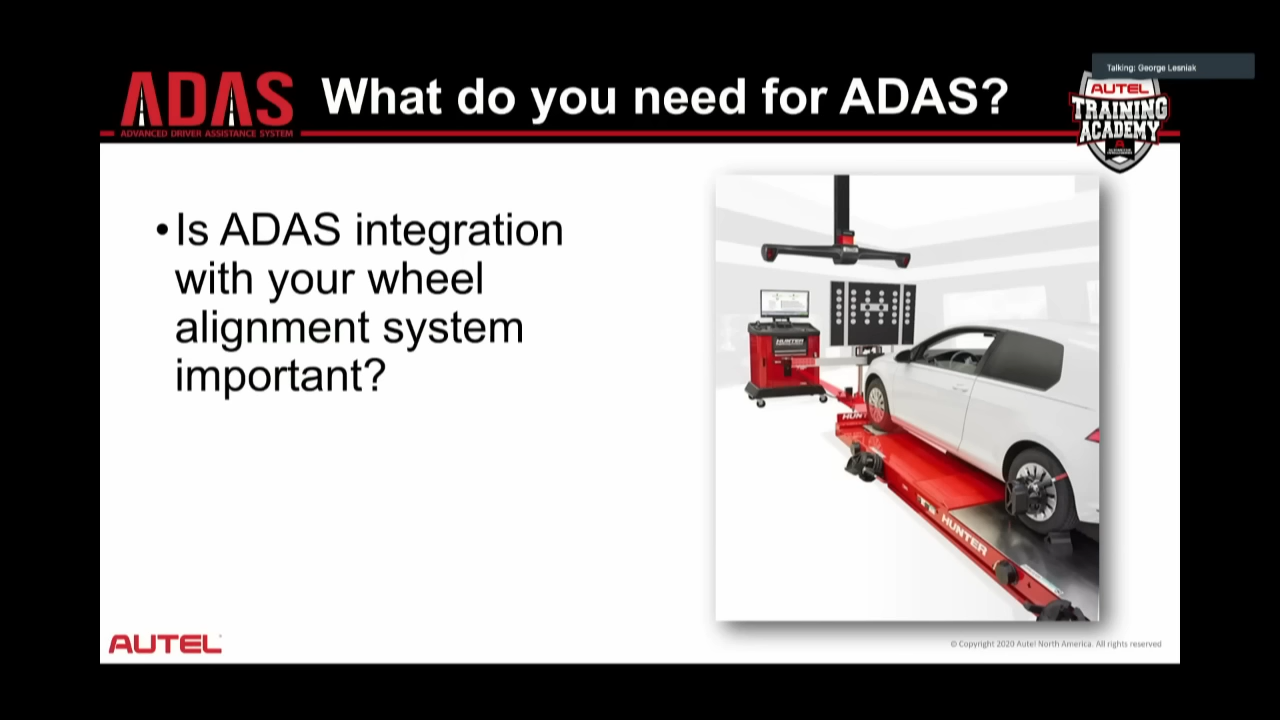 Talking: George Lesniak
ADAS
ADVANCED DRIVER ASSISTANCE SYSTEM
What do you need for ADAS?
AUTEL
TRAINING
ACADEMY
•Is ADAS integration
with your wheel
alignment system
important?
HUNTER
HUNT
HUNTER
AUTEL
© Copyright 2020 Autel North America. All rights reserved